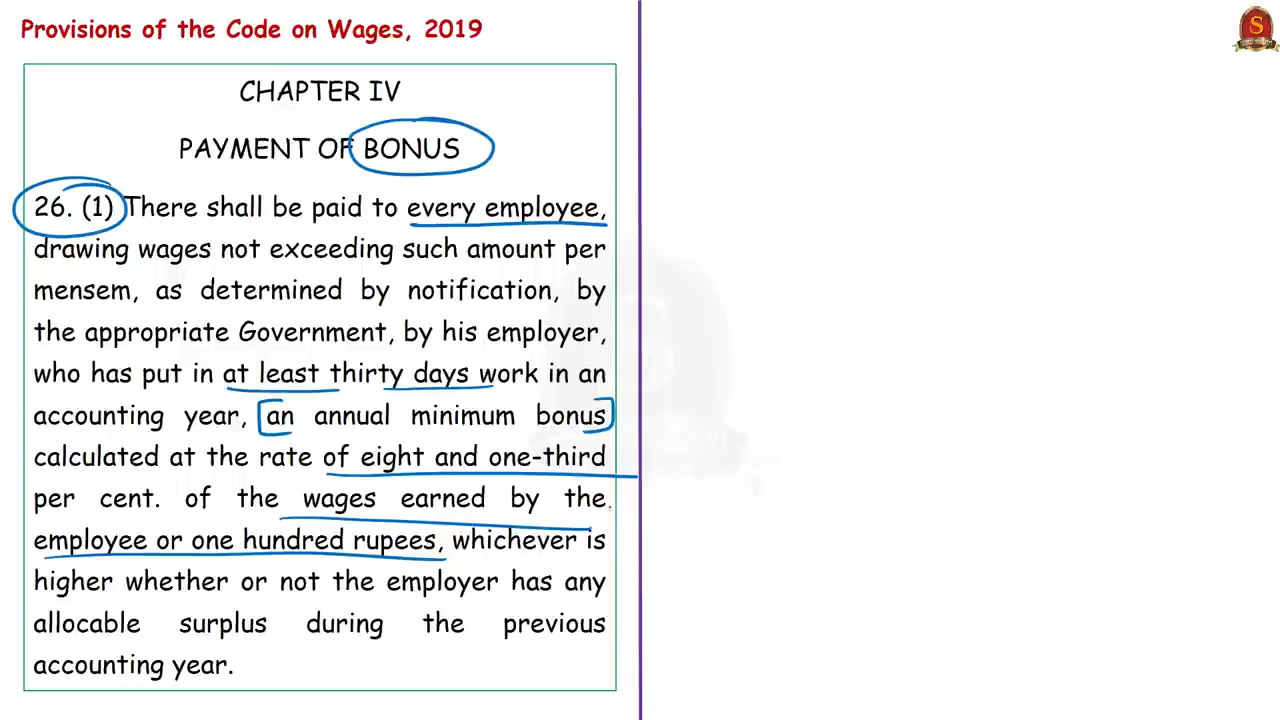 Provisions of the Code on Wages, 2019
CHAPTER IV
PAYMENT OF BONUS
26. (1) There shall be paid to every employee,
drawing wages not exceeding such amount per
mensem, as determined by notification, by
the appropriate Government, by his employer,
who has put in at least thirty days work in an
accounting year, an annual minimum bonus
calculated at the rate of eight and one-third
per cent. of the wages earned by the
employee or one hundred rupees, whichever is
higher whether or not the employer has any
allocable surplus during the previous
accounting year.
S